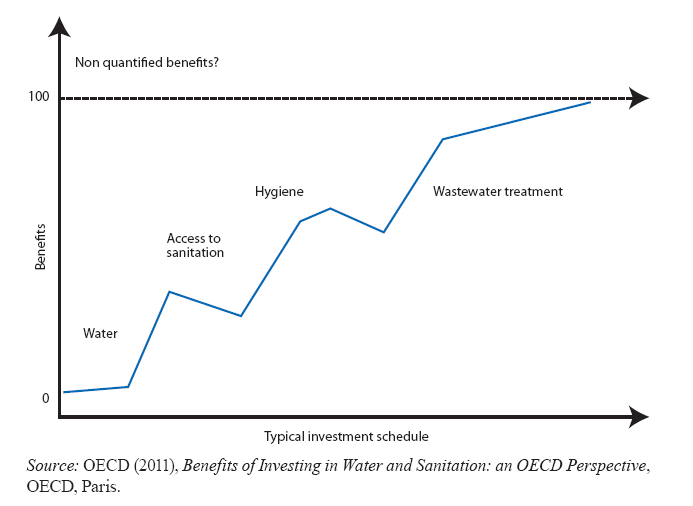 Non quantified benefits?
100
Hygiene
Wastewater treatment
Access to
sanitation
Benefits
Water
0
Typical investment schedule
Source: OECD (2011), Benefits of Investing in Water and Sanitation: an OECD Perspective,
OECD, Paris.